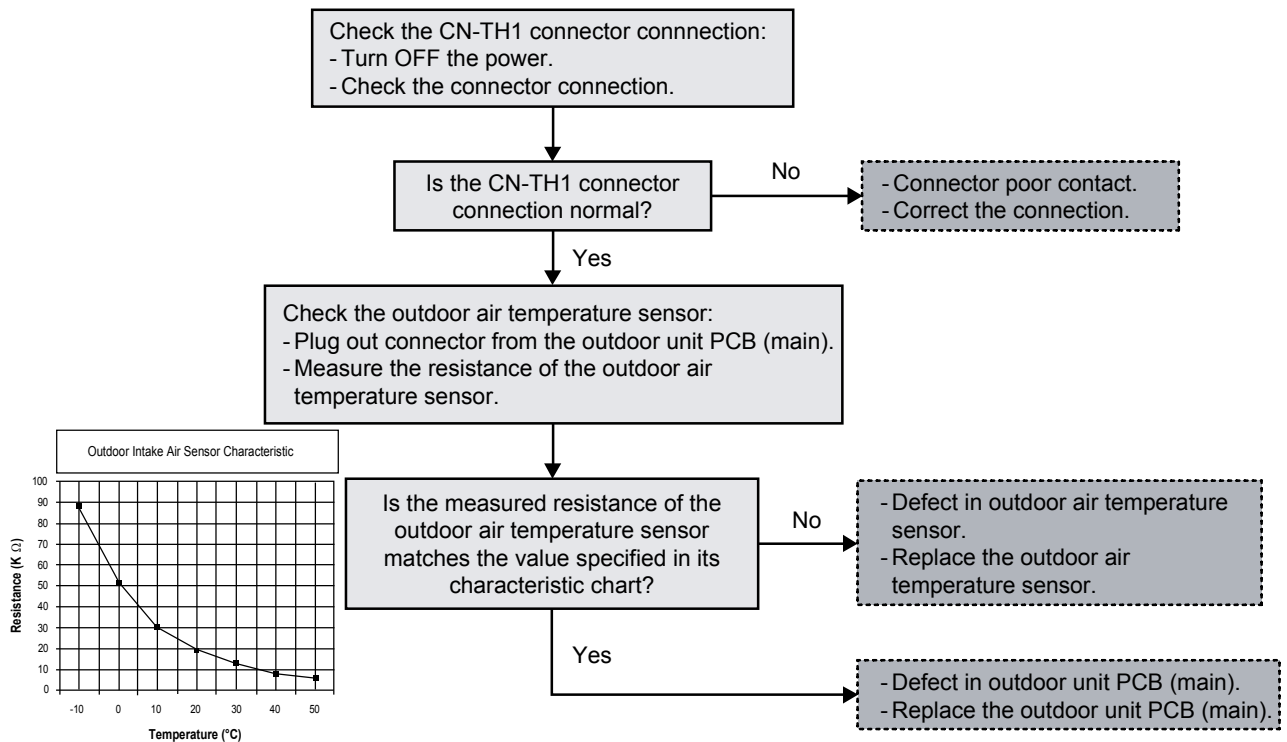 Check the CN-TH1 connector connnection:
- Turn OFF the power.
- Check the connector connection.
Is the CN-TH1 connector
connection normal?
No
- Connector poor contact.
- Correct the connection.
Yes
Check the outdoor air temperature sensor:
- Plug out connector from the outdoor unit PCB (main).
- Measure the resistance of the outdoor air
temperature sensor.
Outdoor Intake Air Sensor Characteristic
Resistance (K Ω)
100
90
80
70
60
50
40
30
20
10
0
-10 0 10 20 30 40 50
Temperature (°C)
Is the measured resistance of the
outdoor air temperature sensor
matches the value specified in its
characteristic chart?
No
- Defect in outdoor air temperature
sensor.
- Replace the outdoor air
temperature sensor.
Yes
- Defect in outdoor unit PCB (main).
- Replace the outdoor unit PCB (main).